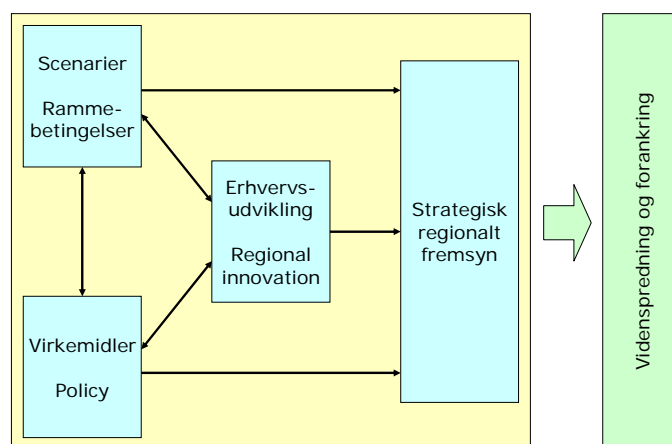 Scenarier
Ramme-
betingelser
Erhvervs-
udvikling
Regional
innovation
Virkemidler
Policy
Strategisk
regionalt
fremsyn
Videnspredning og forankring